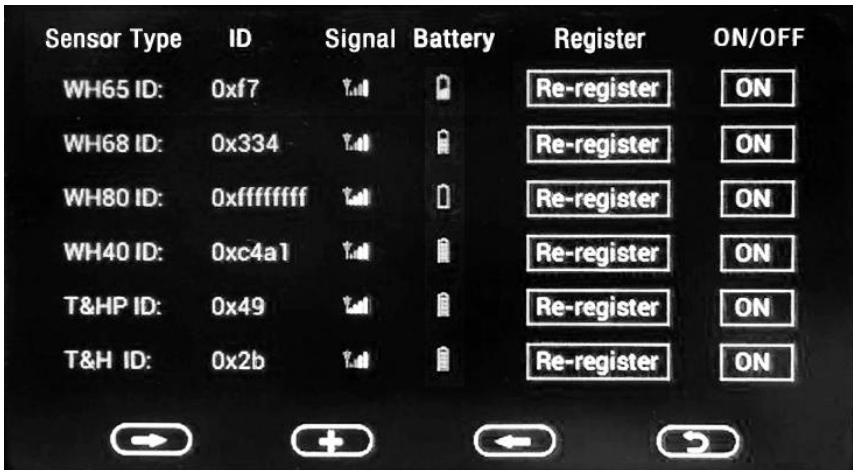 Sensor Type ID Signal Battery Register ON/OFF
WH65 ID: 0xf7 Re-register ON
WH68 ID: 0x334 Re-register ON
WH80 ID: 0xffffffff Re-register ON
WH40 ID: 0xc4a1 Re-register ON
T&HP ID: 0x49 Re-register ON
T&H ID: 0x2b Re-register ON